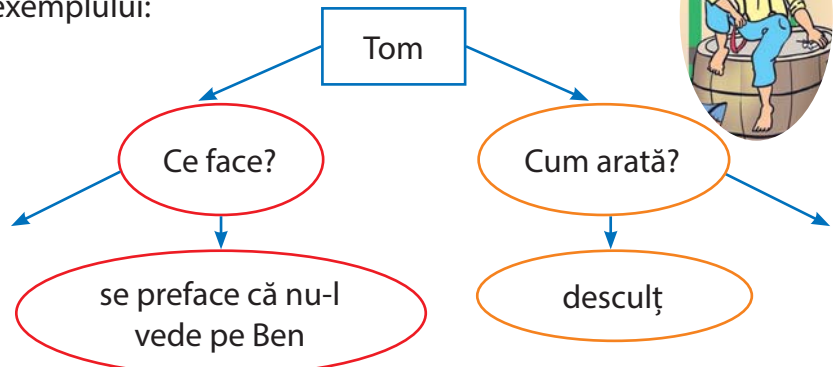 exemplului:
Tom
Ce face?
Cum arată?
se preface că nu-l
vede pe Ben
desculț